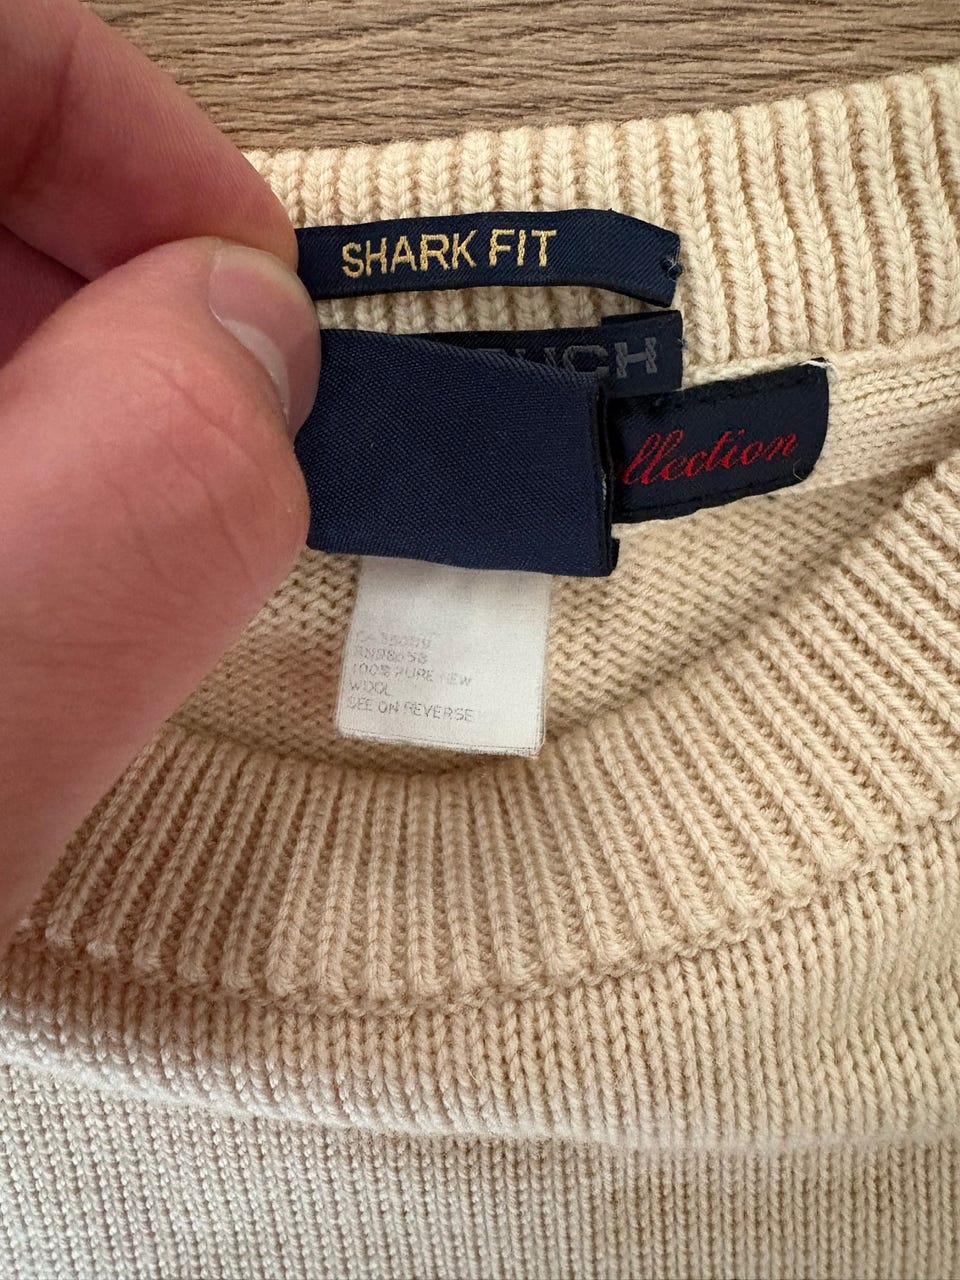 SHARK FIT
UCH
llection
100% PURE NEW
WOOL
SEE ON REVERSE